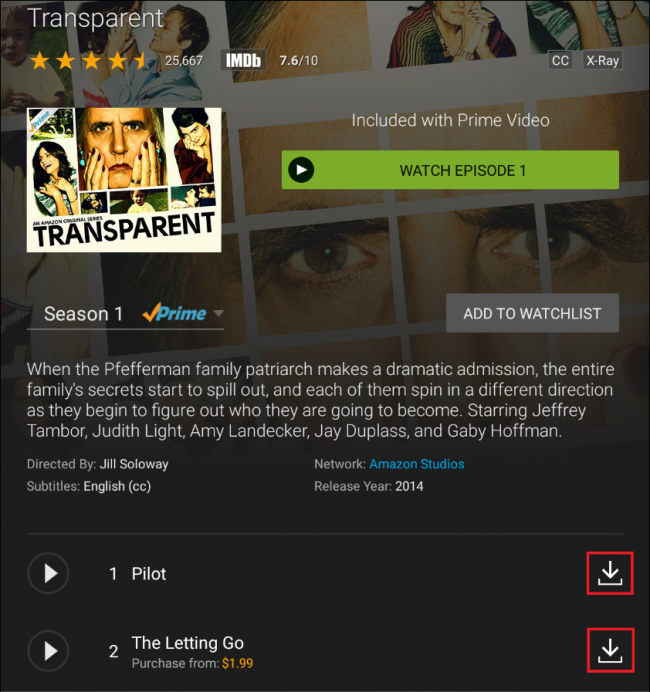 Transparent
25,667 IMDb 7.6/10 CC X-Ray
Included with Prime Video
Prime
WATCH EPISODE 1
AN AMAZON ORIGINAL SERIES
TRANSPARENT
Season 1 Prime ADD TO WATCHLIST
When the Pfefferman family patriarch makes a dramatic admission, the entire
family's secrets start to spill out, and each of them spin in a different direction
as they begin to figure out who they are going to become. Starring Jeffrey
Tambor, Judith Light, Amy Landecker, Jay Duplass, and Gaby Hoffman.
Directed By: Jill Soloway Network: Amazon Studios
Subtitles: English (cc) Release Year: 2014
1 Pilot
2 The Letting Go
Purchase from: $1.99